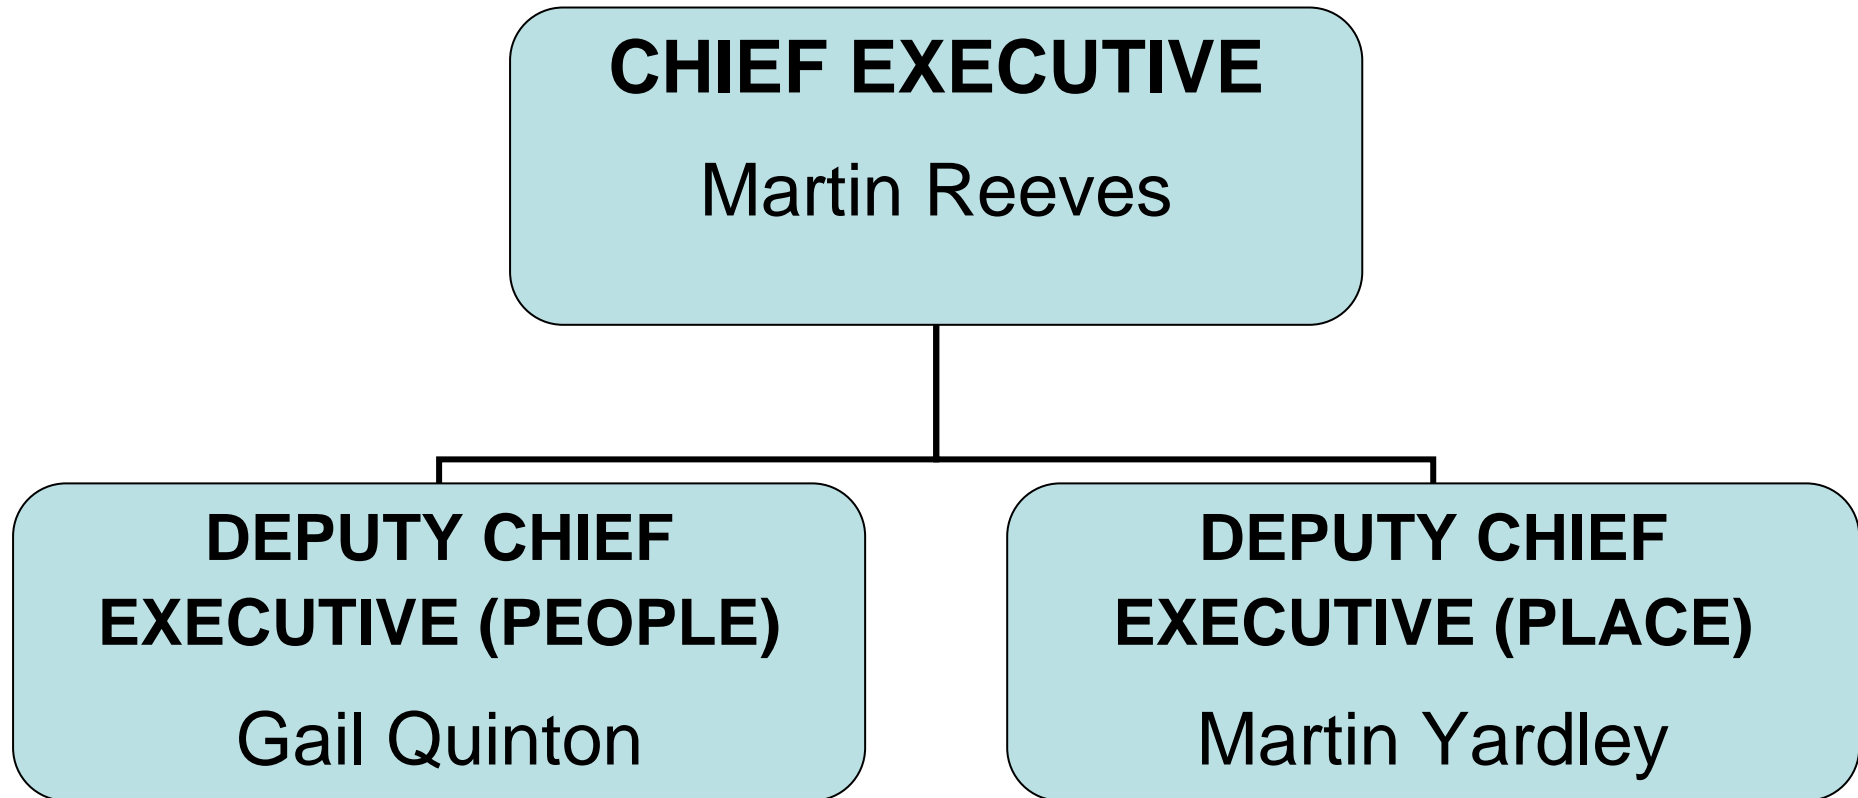 CHIEF EXECUTIVE
Martin Reeves
DEPUTY CHIEF
EXECUTIVE (PEOPLE)
Gail Quinton
DEPUTY CHIEF
EXECUTIVE (PLACE)
Martin Yardley